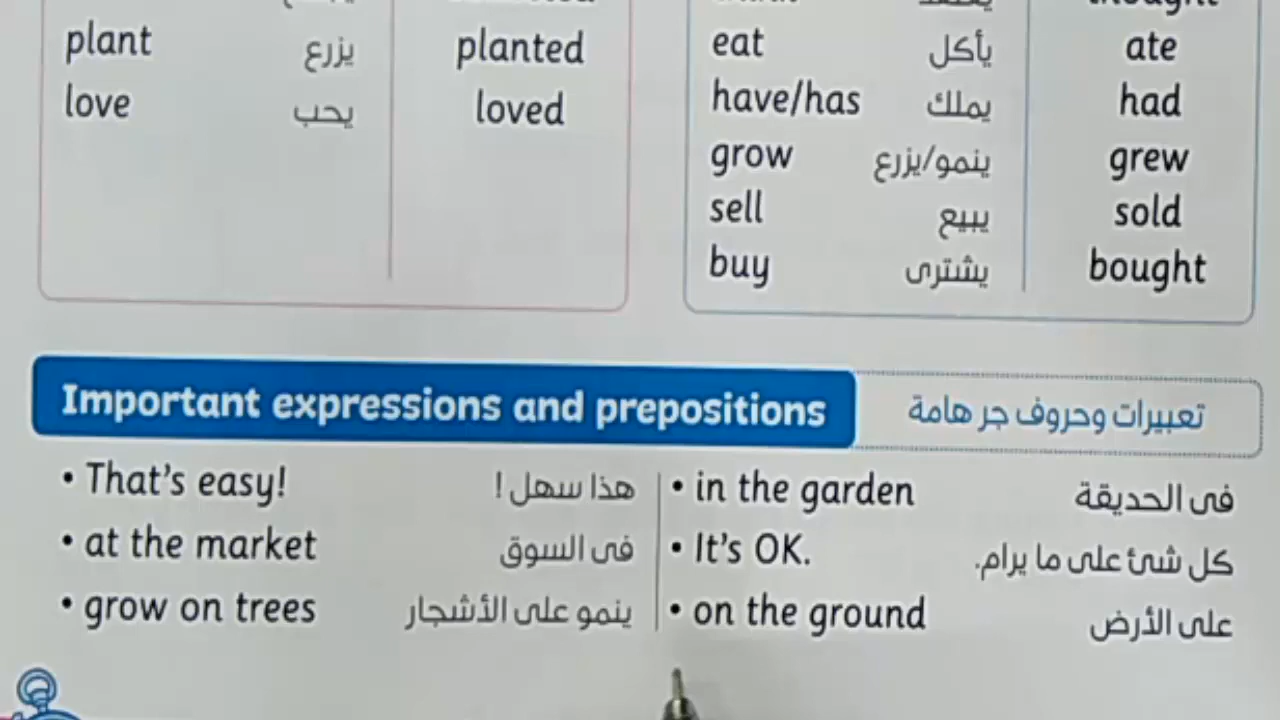 thought
plant يزرع planted
love يحب loved
eat يأكل ate
have/has يملك had
grow ينمو/يزرع grew
sell يبيع sold
buy يشترى bought
Important expressions and prepositions تعبيرات وحروف جر هامة
• That's easy! هذا سهل !
• at the market فى السوق
• grow on trees ينمو على الأشجار
• in the garden فى الحديقة
• It's OK. كل شئ على ما يرام.
• on the ground على الأرض